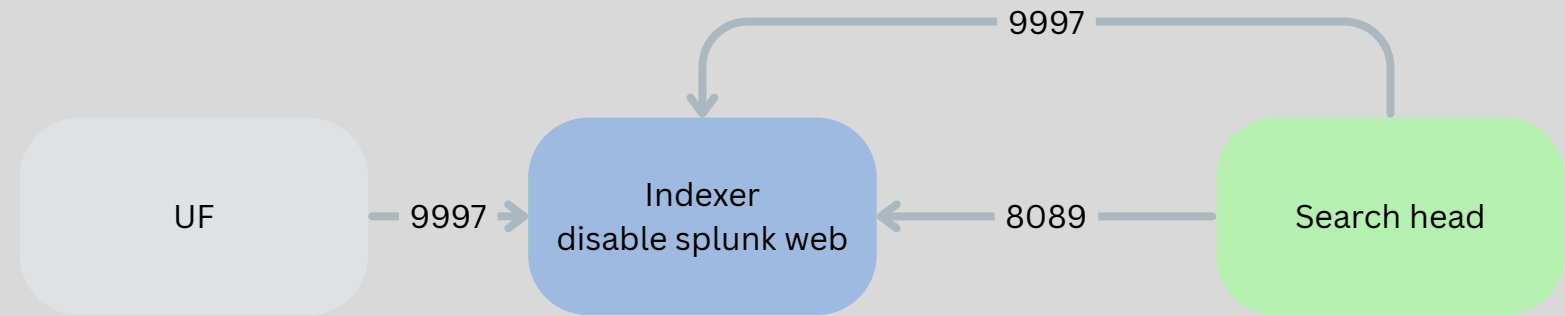 9997
UF
9997
Indexer
disable splunk web
8089
Search head